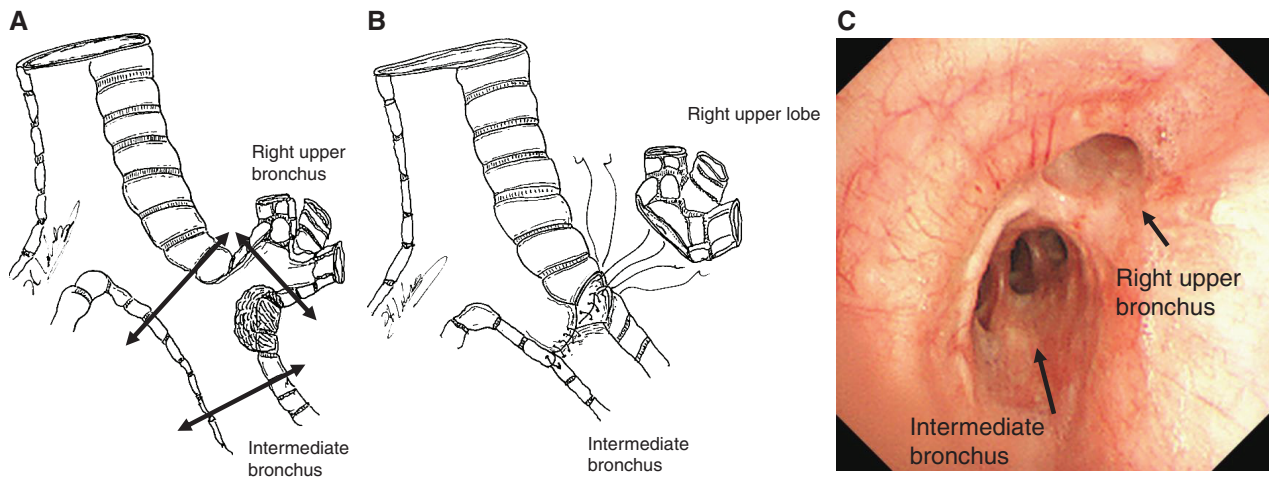 A
Right upper
bronchus
Intermediate
bronchus
B
Right upper lobe
Intermediate
bronchus
C
Right upper
bronchus
Intermediate
bronchus